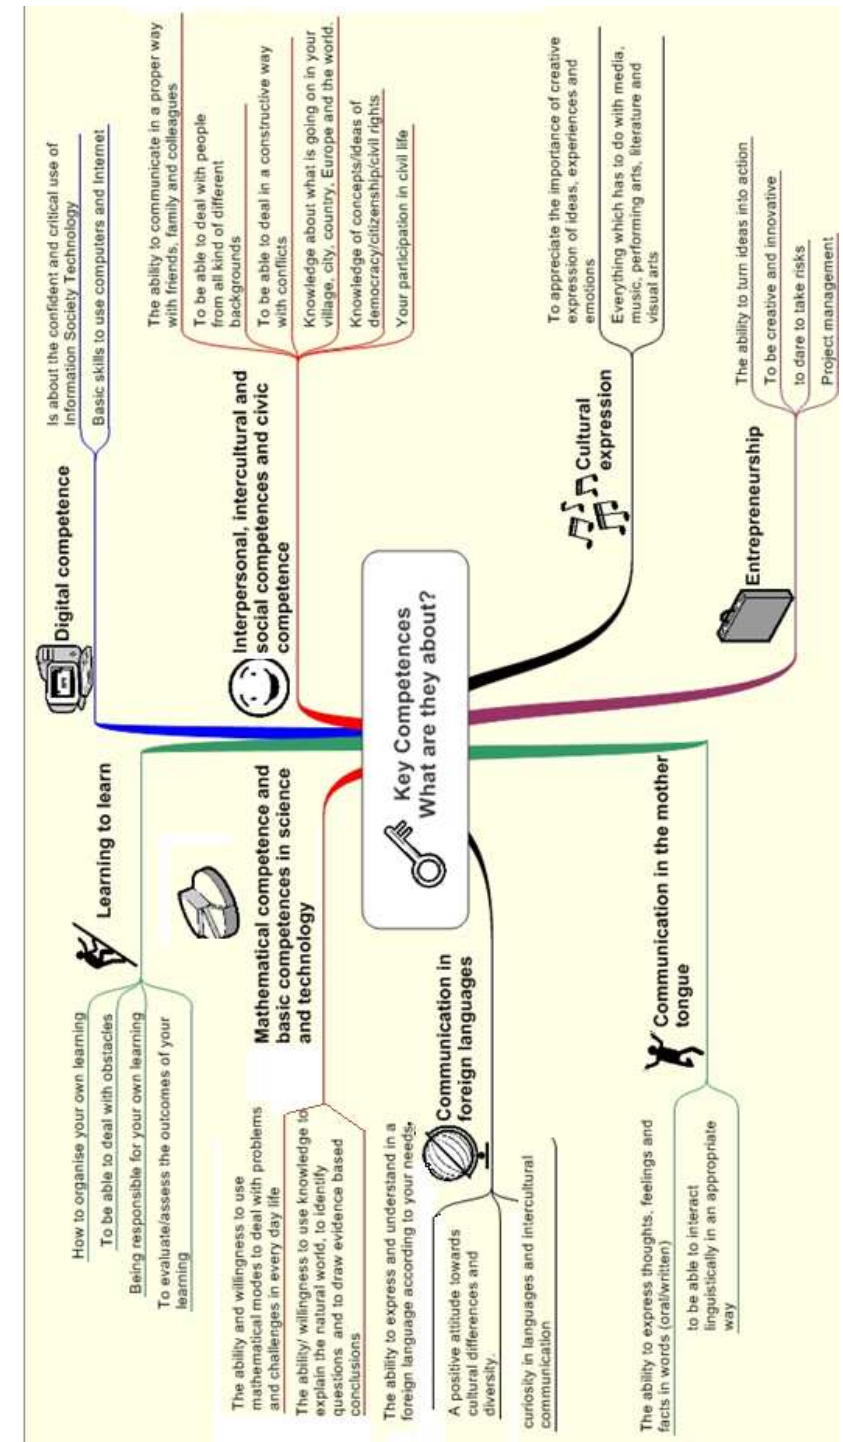 Key Competences
What are they about?
Learning to learn
How to organise your own learning
To be able to deal with obstacles
Being responsible for your own learning
To evaluate/assess the outcomes of your
learning
Mathematical competence and
basic competences in science
and technology
The ability and willingness to use
mathematical modes to deal with problems
and challenges in every day life
The ability/ willingness to use knowledge to
explain the natural world, to identify
questions and to draw evidence based
conclusions
Communication in
foreign languages
The ability to express and understand in a
foreign language according to your needs.
A positive attitude towards
cultural differences and
diversity.
curiosity in languages and intercultural
communication
Communication in the mother
tongue
The ability to express thoughts, feelings and
facts in words (oral/written)
to be able to interact
linguistically in an appropriate
way
Digital competence
Is about the confident and critical use of
Information Society Technology
Basic skills to use computers and Internet
Interpersonal, intercultural and
social competences and civic
competence
The ability to communicate in a proper way
with friends, family and colleagues
To be able to deal with people
from all kind of different
backgrounds
To be able to deal in a constructive way
with conflicts
Knowledge about what is going on in your
village, city, country, Europe and the world.
Knowledge of concepts/ideas of
democracy/citizenship/civil rights
Your participation in civil life
Cultural
expression
To appreciate the importance of creative
expression of ideas, experiences and
emotions
Everything which has to do with media,
music, performing arts, literature and
visual arts
Entrepreneurship
The ability to turn ideas into action
To be creative and innovative
to dare to take risks
Project management